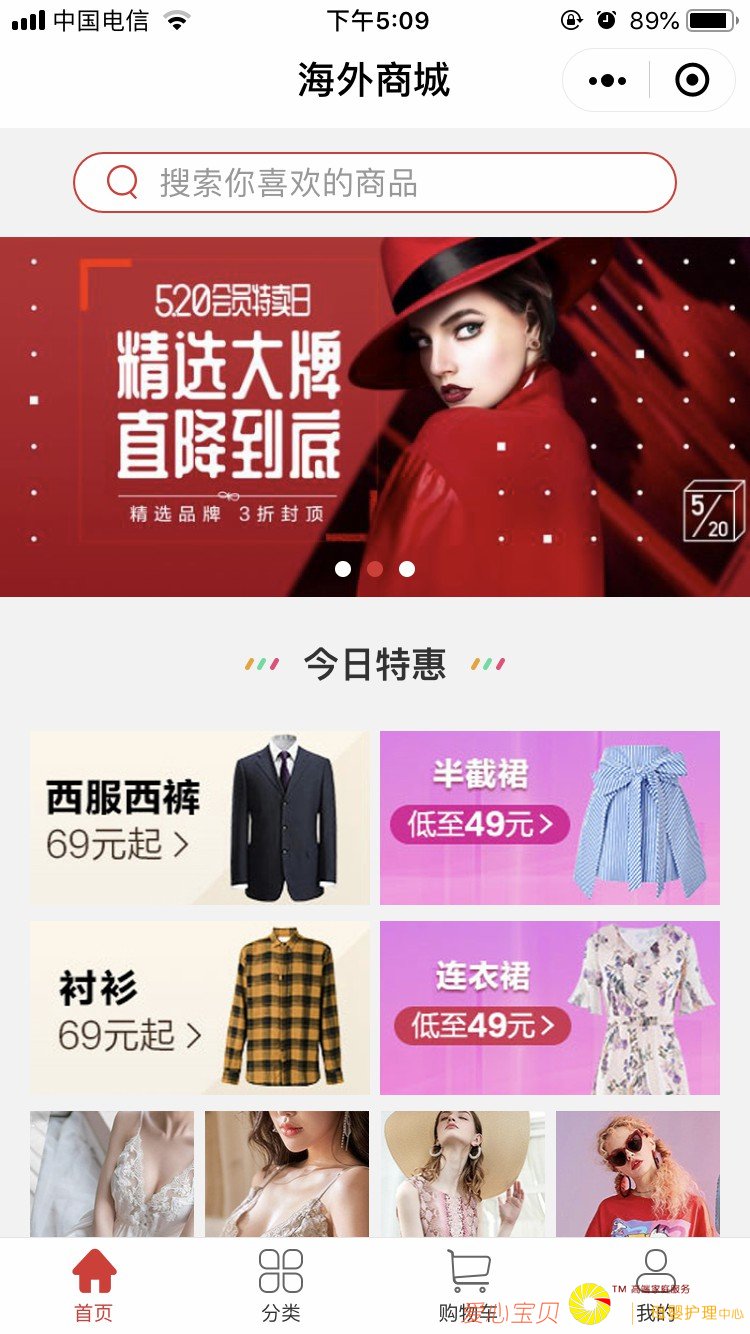 中国电信
下午5:09
89%
海外商城
搜索你喜欢的商品
5.20会员特卖日
精选大牌
直降到底
精选品牌 3折封顶
5/20
今日特惠
西服西裤
69元起
半截裙
低至49元
衬衫
69元起
连衣裙
低至49元
首页
分类
购物车
我的
爱心宝贝
TM 高端家庭服务
母婴护理中心